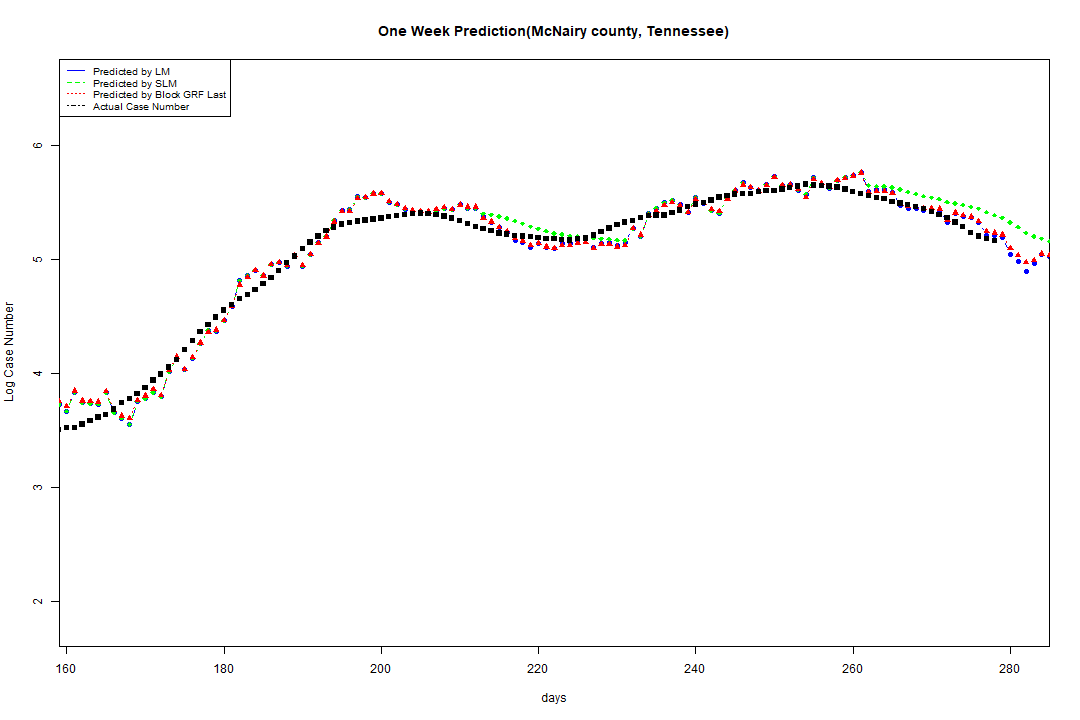 One Week Prediction(McNairy county, Tennessee)
Predicted by LM
Predicted by SLM
Predicted by Block GRF Last
Actual Case Number
6
5
4
3
2
Log Case Number
160 180 200 220 240 260 280
days